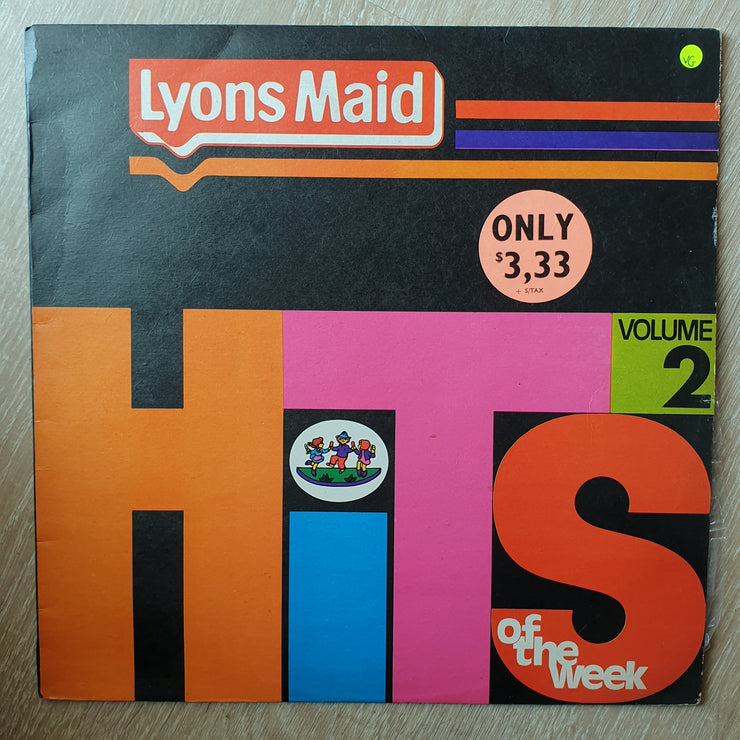 VG
Lyons Maid
ONLY
$3,33
+ S/TAX
VOLUME
2
HiTS
of
the
week